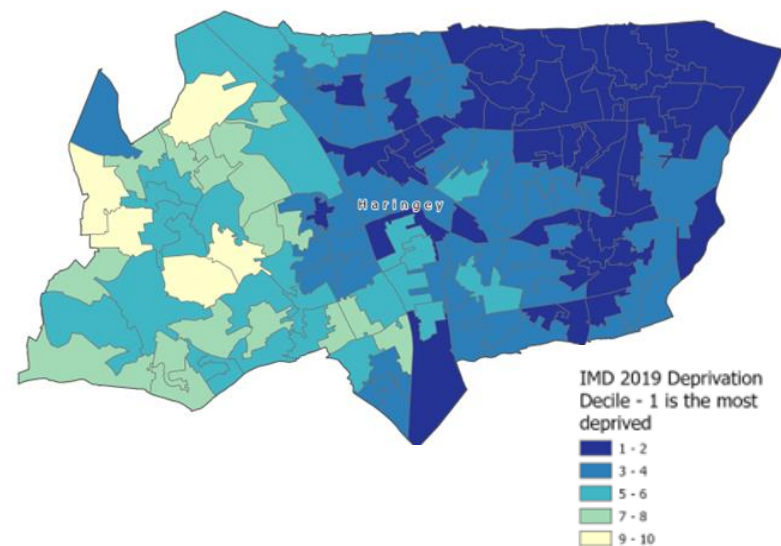 Haringey
IMD 2019 Deprivation
Decile - 1 is the most
deprived
1 - 2
3 - 4
5 - 6
7 - 8
9 - 10